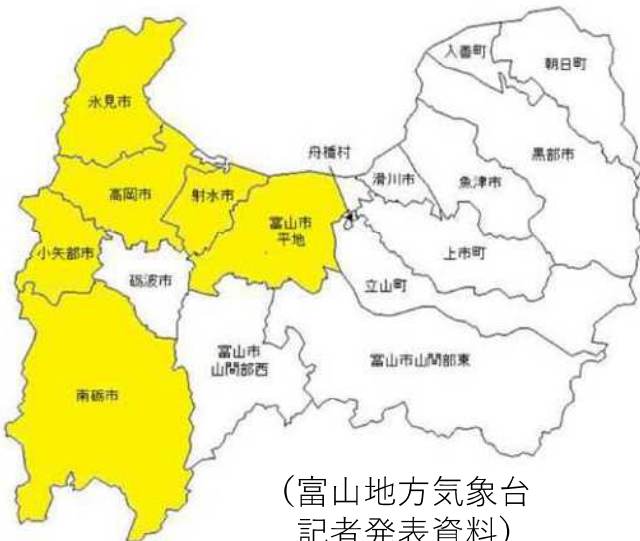 入善町
朝日町
氷見市
黒部市
舟橋村
滑川市
魚津市
高岡市
射水市
富山市
平地
上市町
小矢部市
砺波市
立山町
富山市
山間部西
富山市山間部東
南砺市
（富山地方気象台
記者発表資料）